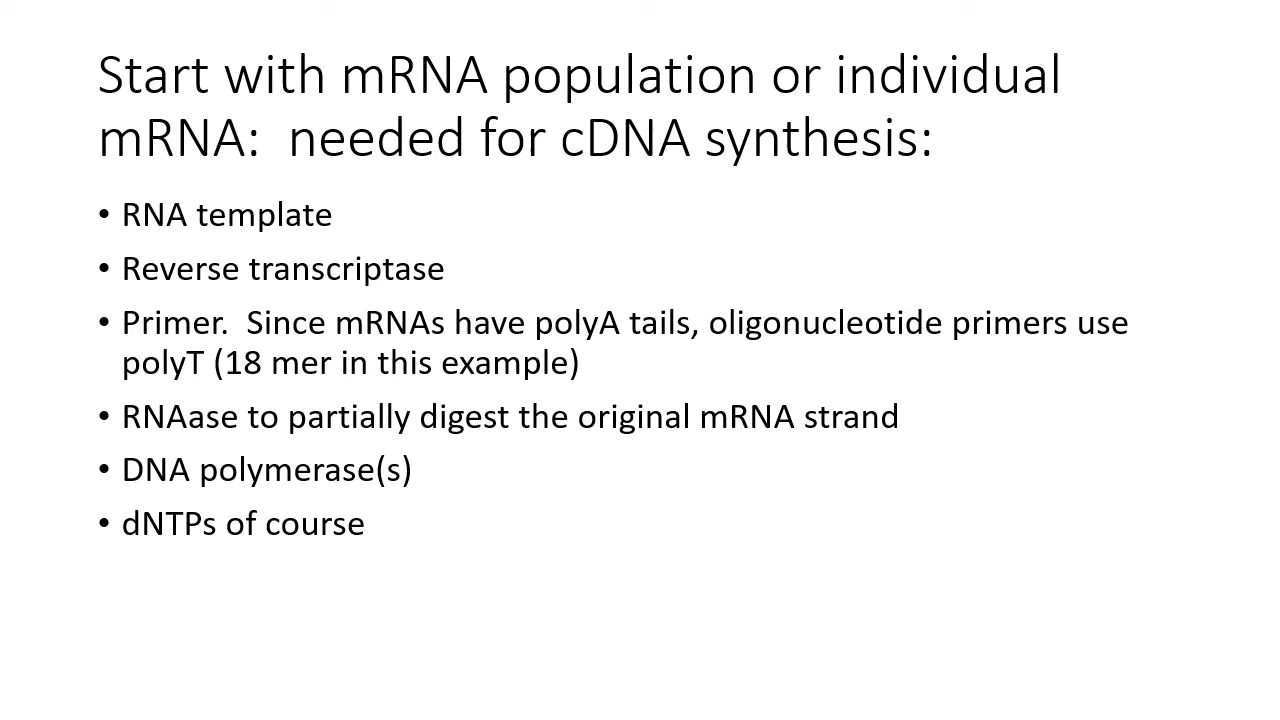 Start with mRNA population or individual
mRNA:  needed for cDNA synthesis:
• RNA template
• Reverse transcriptase
• Primer.  Since mRNAs have polyA tails, oligonucleotide primers use
polyT (18 mer in this example)
• RNAase to partially digest the original mRNA strand
• DNA polymerase(s)
• dNTPs of course